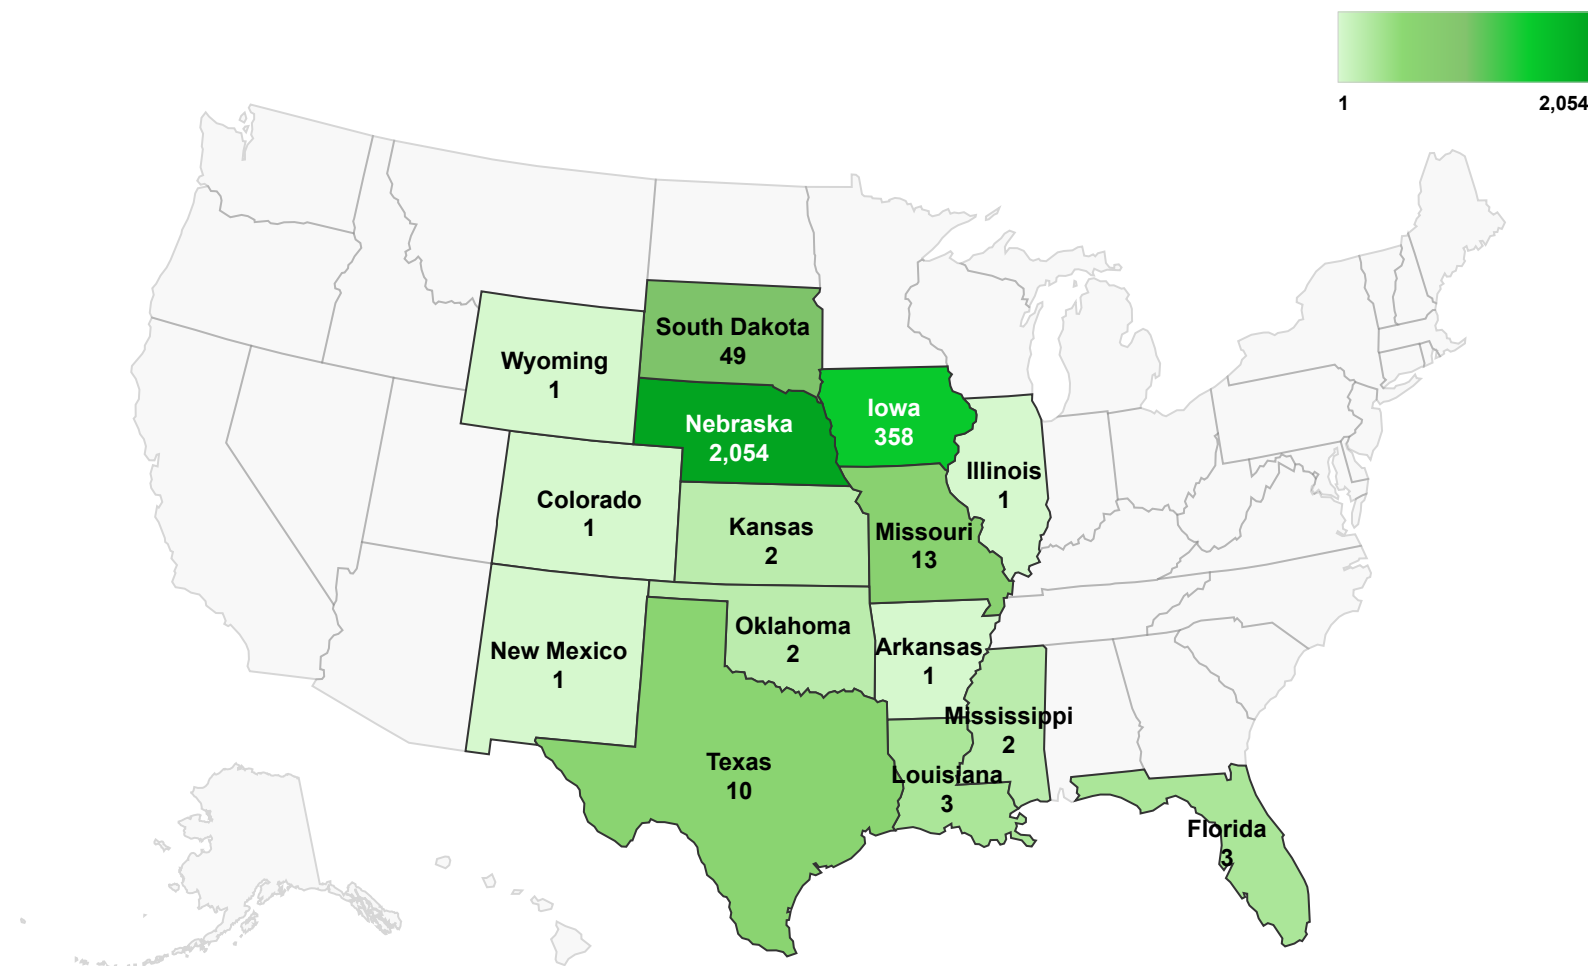 1
2,054
South Dakota
49
Wyoming
1
Nebraska
2,054
Iowa
358
Illinois
1
Colorado
1
Kansas
2
Missouri
13
Oklahoma
2
Arkansas
1
New Mexico
1
Mississippi
2
Texas
10
Louisiana
3
Florida
3